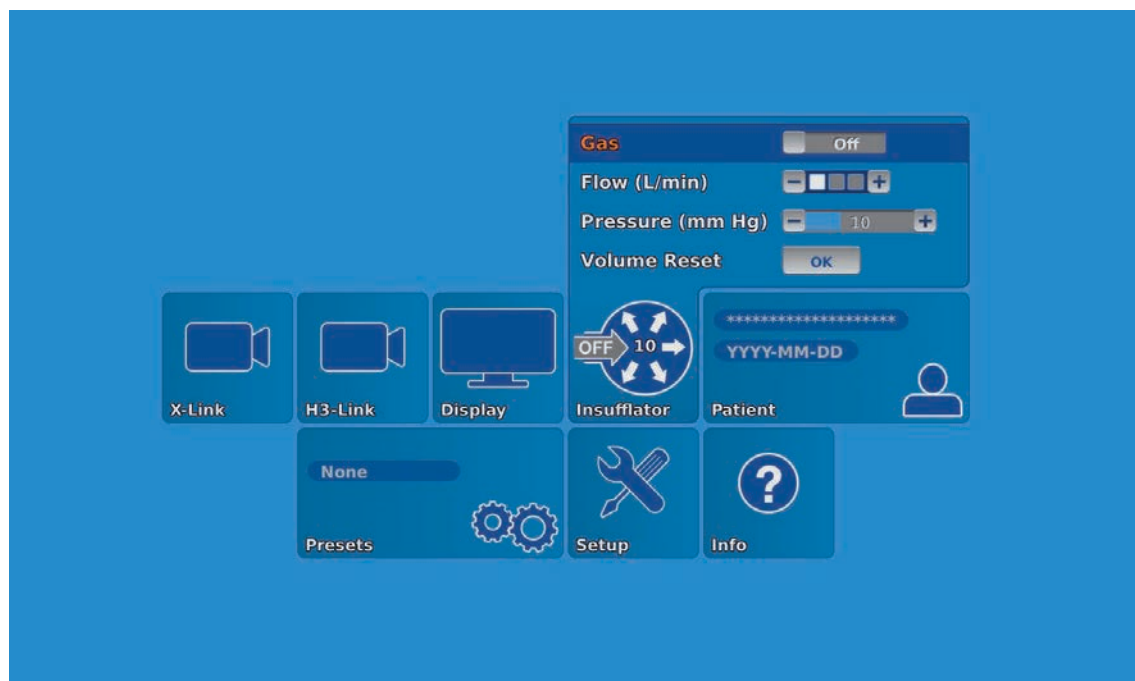 Gas Off
Flow (L/min)
Pressure (mm Hg) 10
Volume Reset OK
OFF 10
********************
YYYY-MM-DD
X-Link H3-Link Display Insufflator Patient
None
?
Presets Setup Info